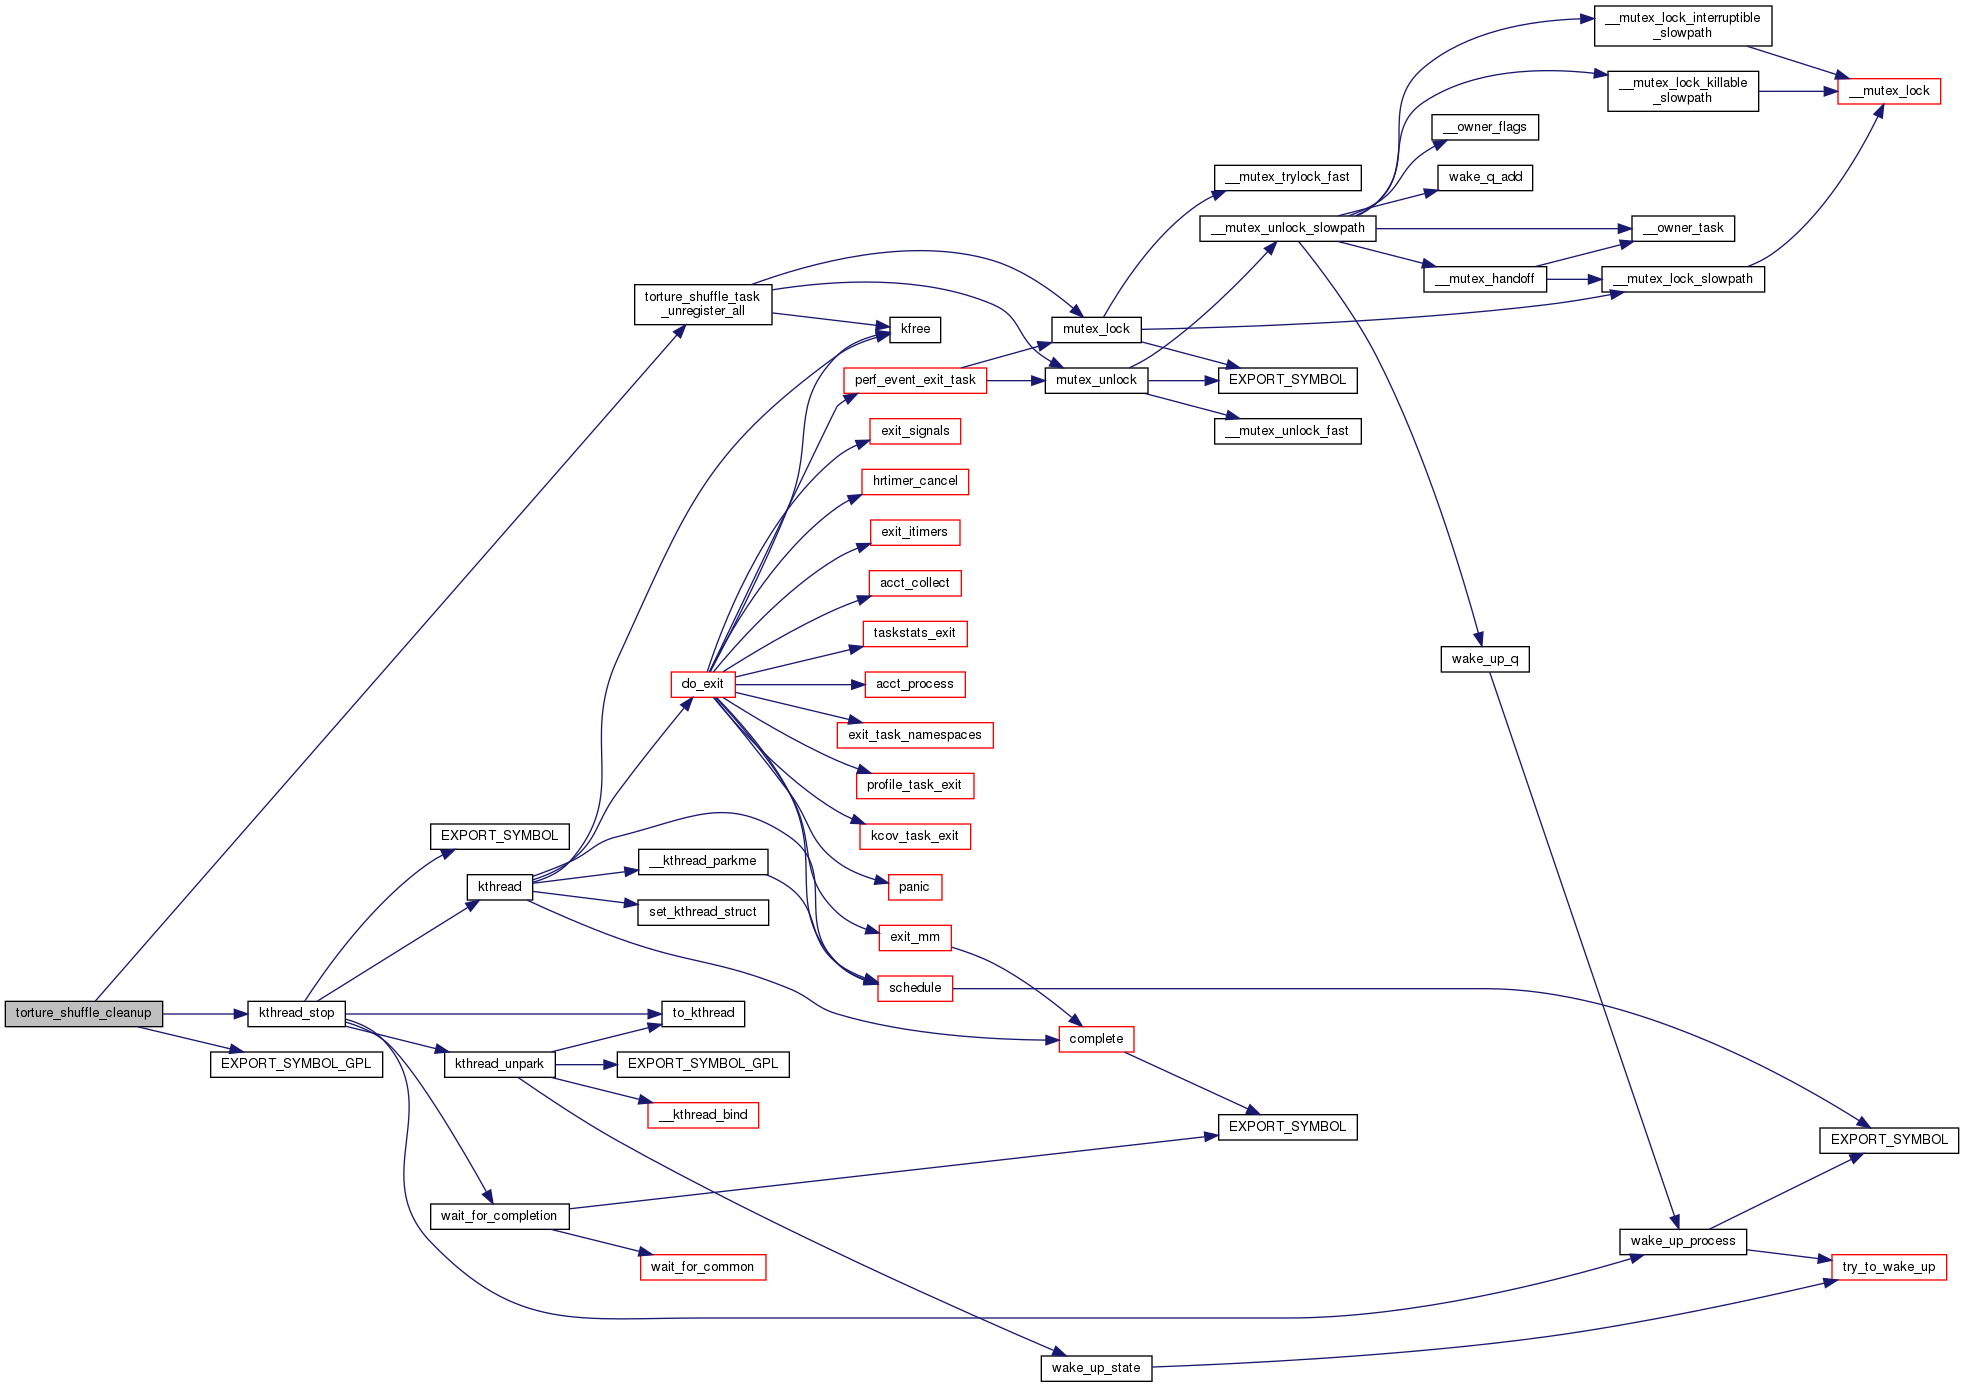 __mutex_lock_interruptible
_slowpath
__mutex_lock_killable
_slowpath
__mutex_lock
__owner_flags
__mutex_trylock_fast
wake_q_add
__mutex_unlock_slowpath
__owner_task
__mutex_handoff
__mutex_lock_slowpath
torture_shuffle_task
_unregister_all
kfree
mutex_lock
perf_event_exit_task
mutex_unlock
EXPORT_SYMBOL
exit_signals
__mutex_unlock_fast
hrtimer_cancel
exit_itimers
acct_collect
taskstats_exit
wake_up_q
do_exit
acct_process
exit_task_namespaces
profile_task_exit
EXPORT_SYMBOL
kcov_task_exit
__kthread_parkme
kthread
panic
set_kthread_struct
exit_mm
schedule
torture_shuffle_cleanup
kthread_stop
to_kthread
complete
EXPORT_SYMBOL_GPL
kthread_unpark
EXPORT_SYMBOL_GPL
__kthread_bind
EXPORT_SYMBOL
EXPORT_SYMBOL
wait_for_completion
wake_up_process
wait_for_common
try_to_wake_up
wake_up_state